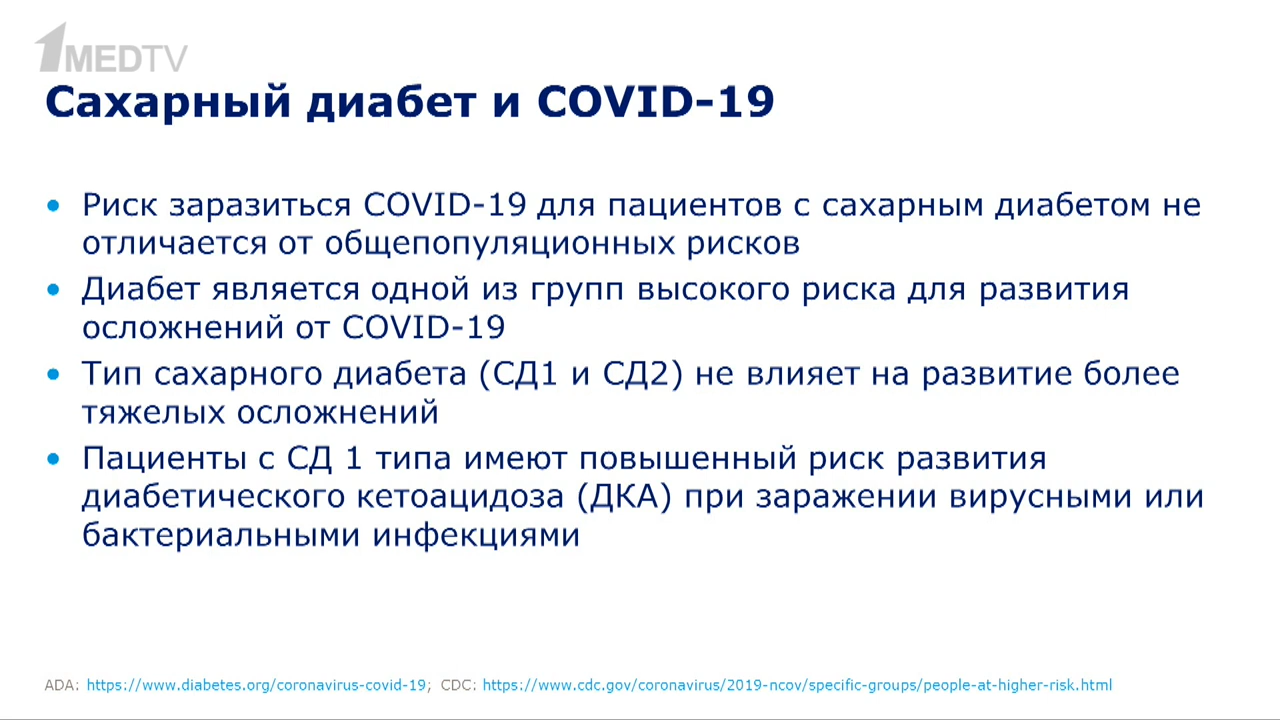 1MEDTV
Сахарный диабет и COVID-19
• Риск заразиться COVID-19 для пациентов с сахарным диабетом не
отличается от общепопуляционных рисков
• Диабет является одной из групп высокого риска для развития
осложнений от COVID-19
• Тип сахарного диабета (СД1 и СД2) не влияет на развитие более
тяжелых осложнений
• Пациенты с СД 1 типа имеют повышенный риск развития
диабетического кетоацидоза (ДКА) при заражении вирусными или
бактериальными инфекциями
ADA: https://www.diabetes.org/coronavirus-covid-19; CDC: https://www.cdc.gov/coronavirus/2019-ncov/specific-groups/people-at-higher-risk.html